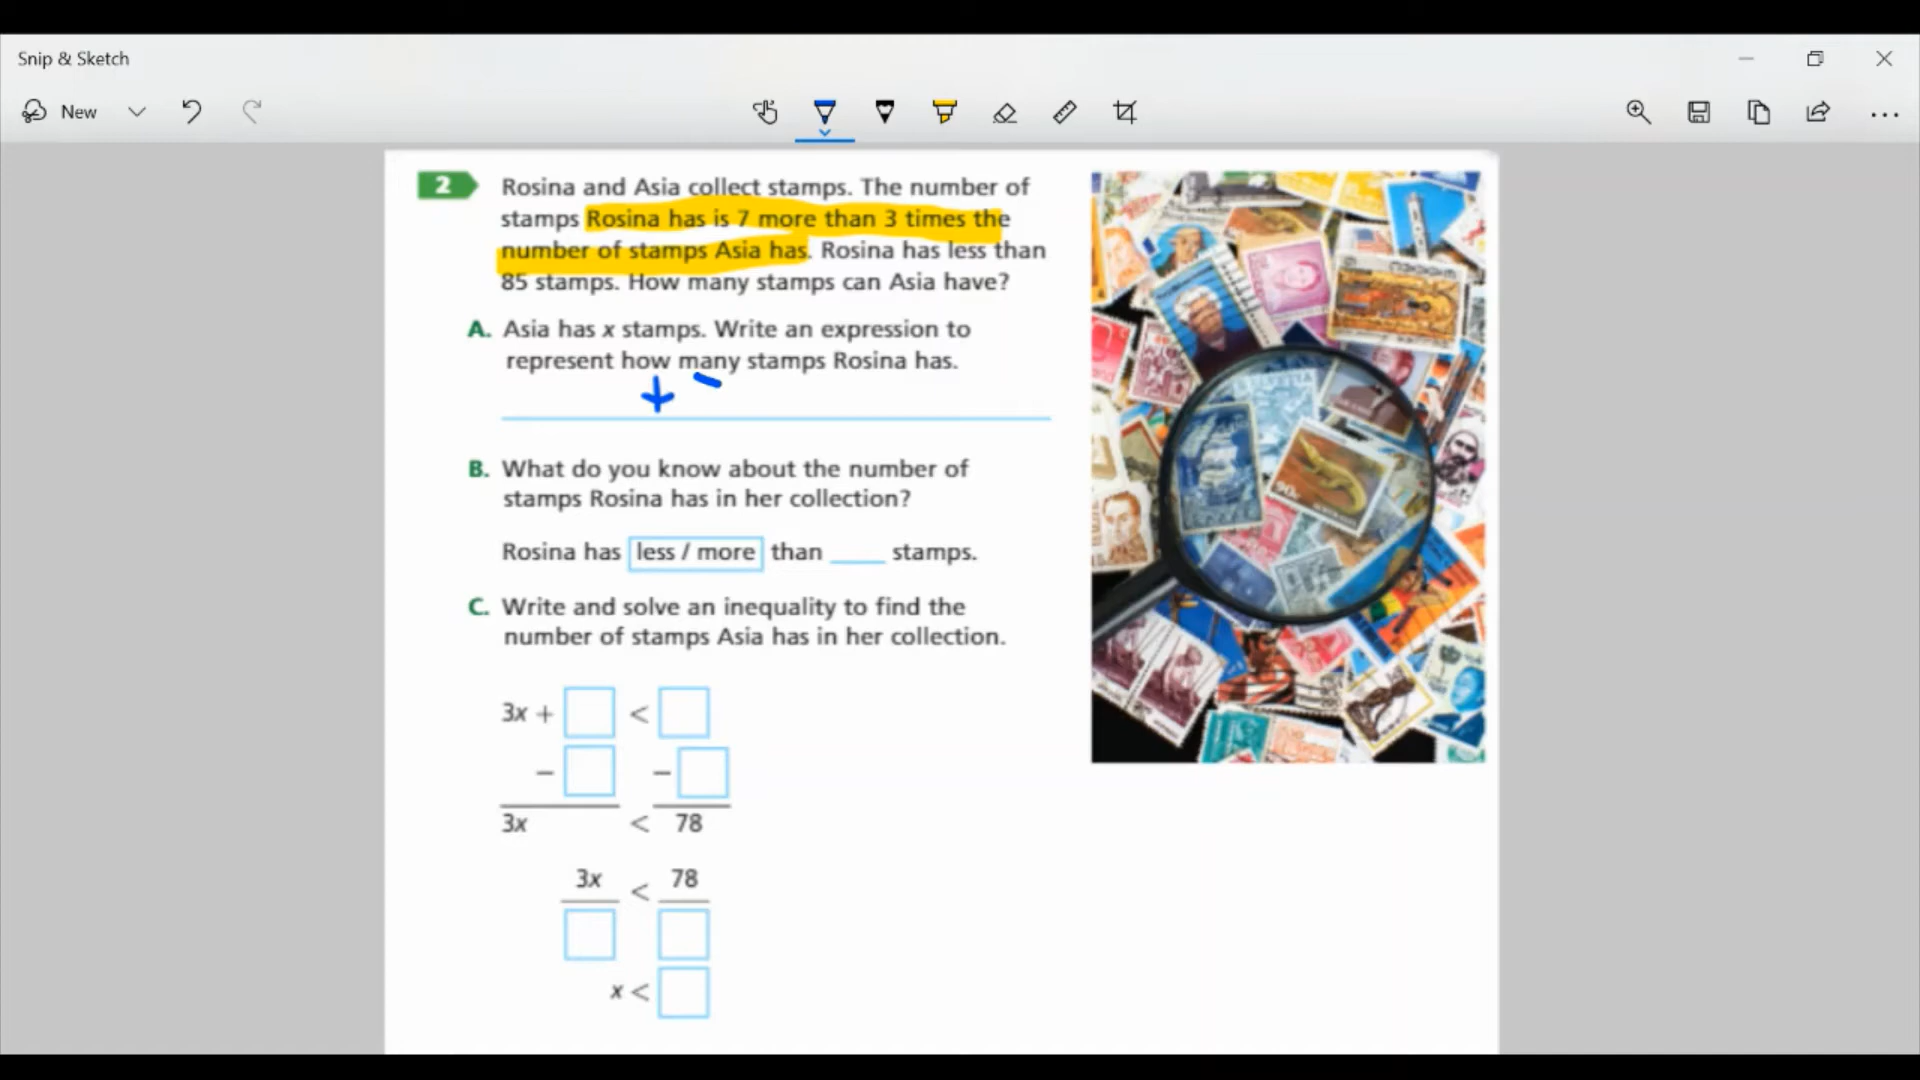 Snip & Sketch
New
2
Rosina and Asia collect stamps. The number of
stamps Rosina has is 7 more than 3 times the
number of stamps Asia has. Rosina has less than
85 stamps. How many stamps can Asia have?
A. Asia has x stamps. Write an expression to
represent how many stamps Rosina has.
+ -
B. What do you know about the number of
stamps Rosina has in her collection?
Rosina has less / more than ____ stamps.
C. Write and solve an inequality to find the
number of stamps Asia has in her collection.
3x + □ < □
− □ − □
3x < 78
3x < 78
□ □
x < □